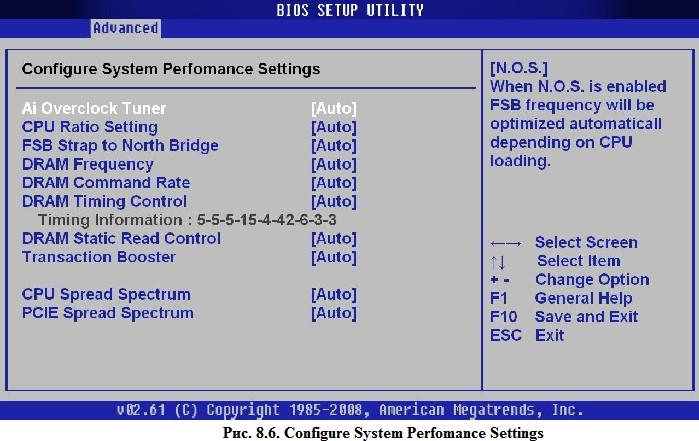 BIOS SETUP UTILITY
Advanced
Configure System Perfomance Settings
Ai Overclock Tuner [Auto]
CPU Ratio Setting [Auto]
FSB Strap to North Bridge [Auto]
DRAM Frequency [Auto]
DRAM Command Rate [Auto]
DRAM Timing Control [Auto]
Timing Information : 5-5-5-15-4-42-6-3-3
DRAM Static Read Control [Auto]
Transaction Booster [Auto]
CPU Spread Spectrum [Auto]
PCIE Spread Spectrum [Auto]
[N.O.S.]
When N.O.S. is enabled
FSB frequency will be
optimized automaticall
depending on CPU
loading.
←→ Select Screen
↑↓ Select Item
+ - Change Option
F1 General Help
F10 Save and Exit
ESC Exit
v02.61 (C) Copyright 1985-2008, American Megatrends, Inc.
Рис. 8.6. Configure System Perfomance Settings